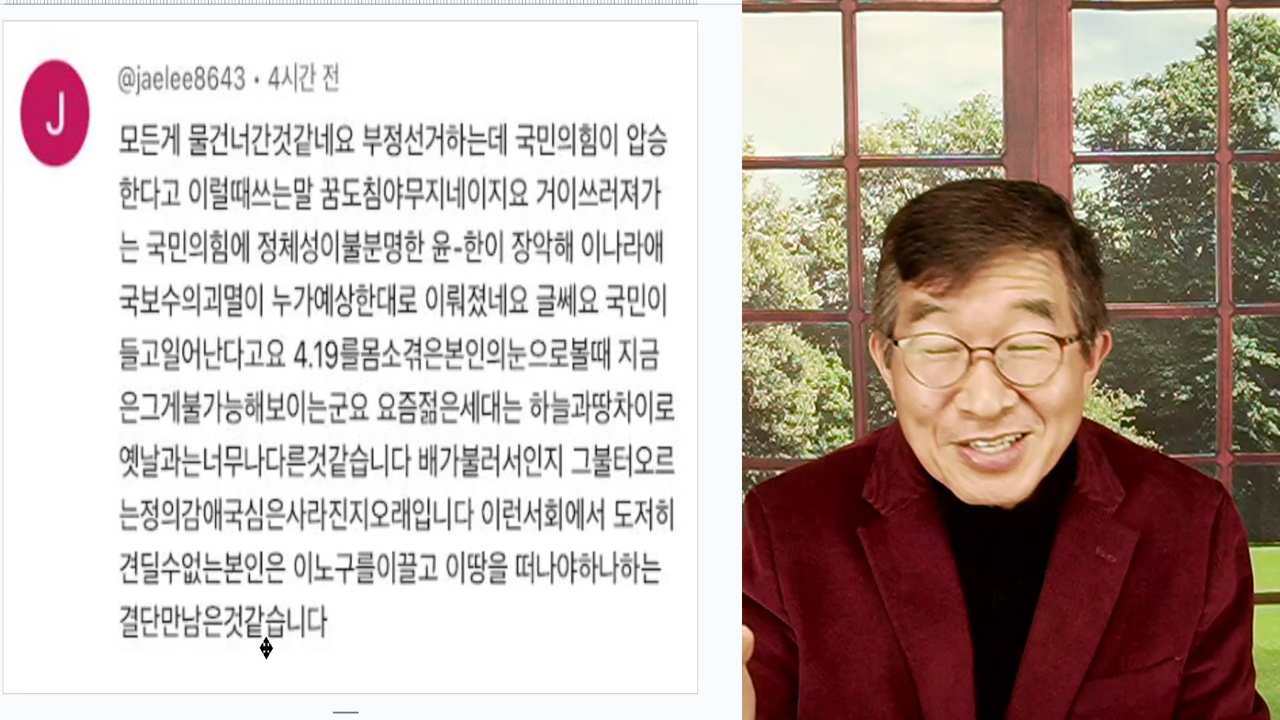 J
@jaelee8643 • 4시간 전
모든게 물건너간것같네요 부정선거하는데 국민의힘이 압승
한다고 이럴때쓰는말 꿈도침야무지네이지요 거이쓰러져가
는 국민의힘에 정체성이불분명한 윤-한이 장악해 이나라애
국보수의괴멸이 누가예상한대로 이뤄졌네요 글쎄요 국민이
들고일어난다고요 4.19를몸소겪은본인의눈으로볼때 지금
은그게불가능해보이는군요 요즘젊은세대는 하늘과땅차이로
옛날과는너무나다른것같습니다 배가불러서인지 그불터오르
는정의감애국심은사라진지오래입니다 이런서회에서 도저히
견딜수없는본인은 이노구를이끌고 이땅을 떠나야하나하는
결단만남은것같습니다